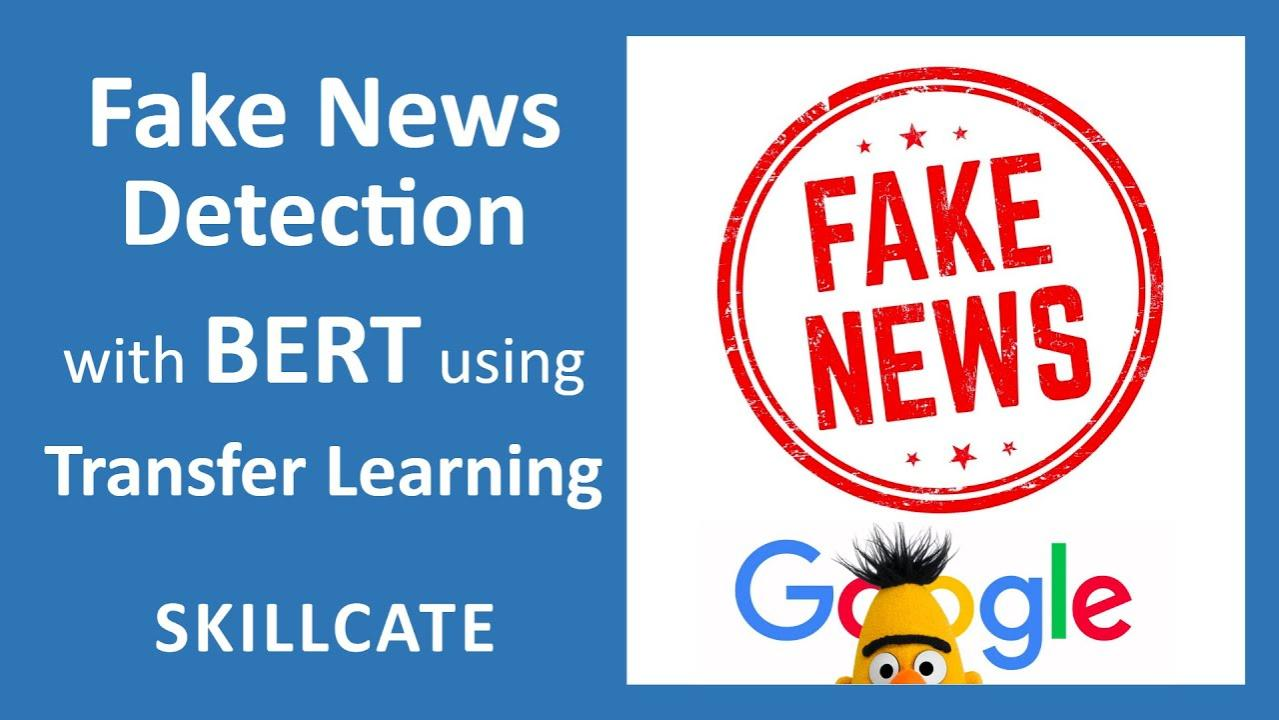 Fake News
Detection
with BERT using
Transfer Learning
SKILLCATE
FAKE
NEWS
Google